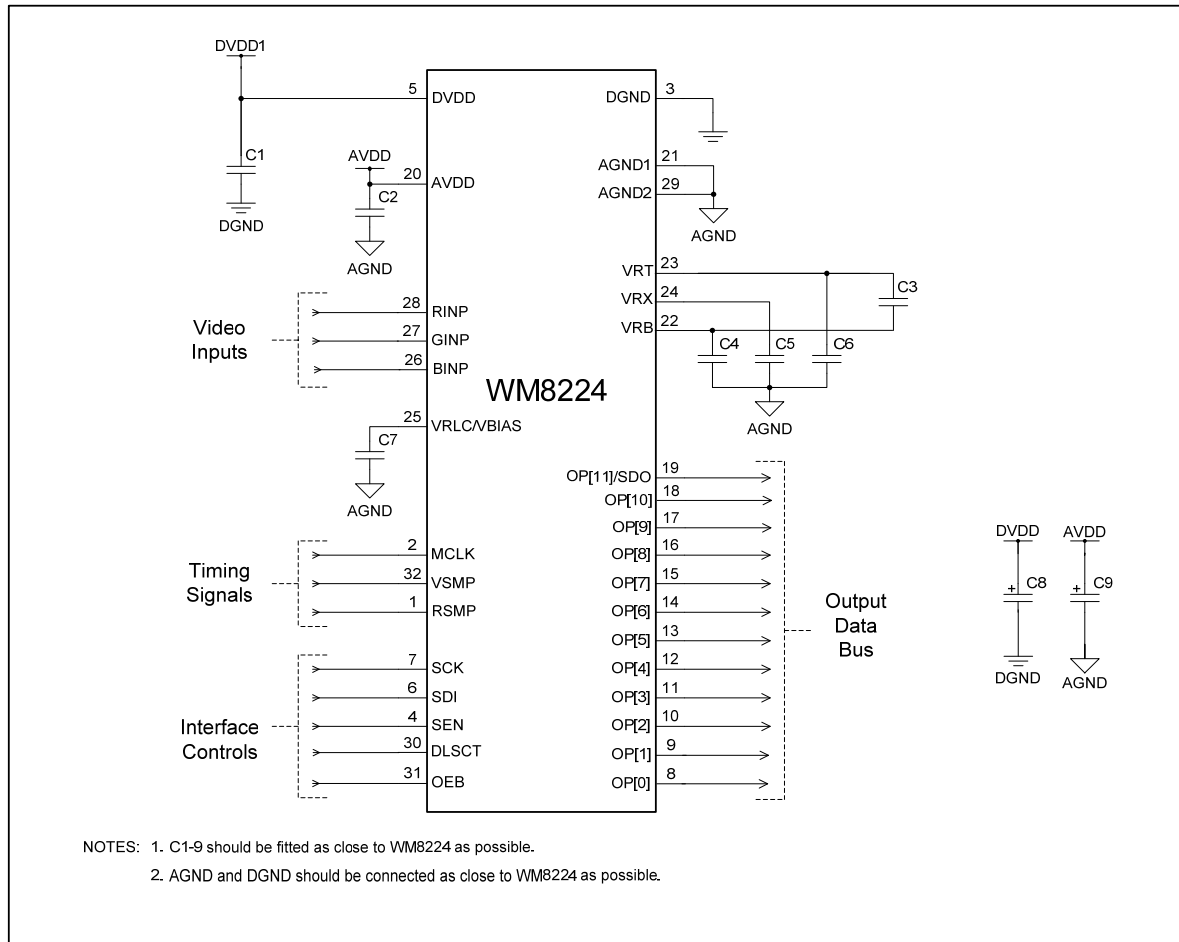 DVDD1
5 DVDD
C1
DGND
AVDD
20 AVDD
C2
AGND
Video
Inputs
28 RINP
27 GINP
26 BINP
25 VRLC/VBIAS
C7
AGND
Timing
Signals
2 MCLK
32 VSMP
1 RSMP
Interface
Controls
7 SCK
6 SDI
4 SEN
30 DLSCT
31 OEB
WM8224
DGND 3
AGND1 21
AGND2 29
AGND
VRT 23
VRX 24
VRB 22
C3
C4 C5 C6
AGND
OP[11]/SDO 19
OP[10] 18
OP[9] 17
OP[8] 16
OP[7] 15
OP[6] 14
OP[5] 13
OP[4] 12
OP[3] 11
OP[2] 10
OP[1] 9
OP[0] 8
Output
Data
Bus
DVDD AVDD
+ C8 + C9
DGND AGND
NOTES: 1. C1-9 should be fitted as close to WM8224 as possible.
2. AGND and DGND should be connected as close to WM8224 as possible.